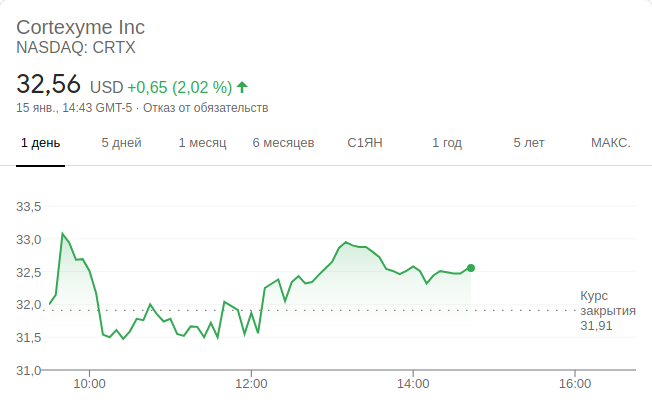 Cortexyme Inc
NASDAQ: CRTX
32,56 USD +0,65 (2,02 %)
15 янв., 14:43 GMT-5 · Отказ от обязательств
1 день 5 дней 1 месяц 6 месяцев С1ЯН 1 год 5 лет МАКС.
33,5
33,0
32,5
32,0
31,5
31,0
Курс
закрытия
31,91
10:00 12:00 14:00 16:00